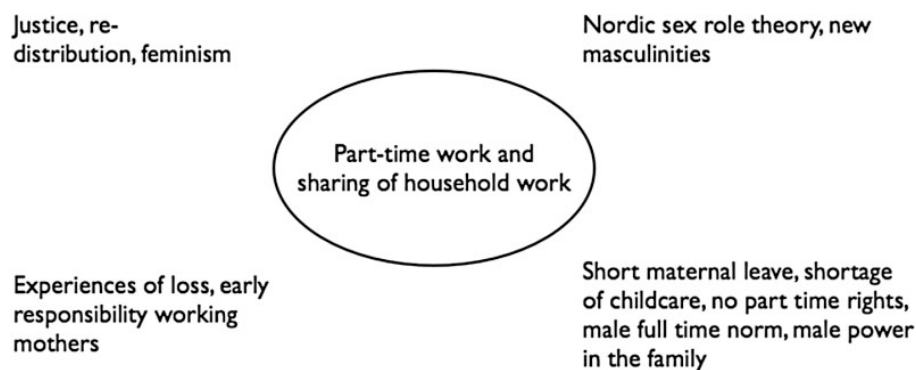 Justice, re-
distribution, feminism
Nordic sex role theory, new
masculinities
Part-time work and
sharing of household work
Experiences of loss, early
responsibility working
mothers
Short maternal leave, shortage
of childcare, no part time rights,
male full time norm, male power
in the family